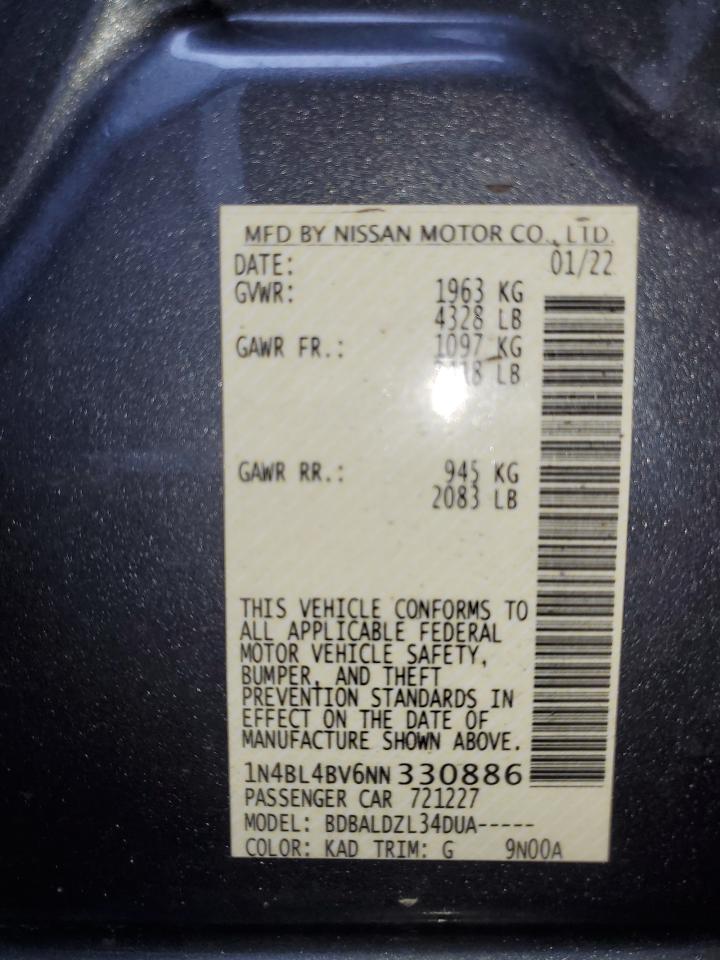 MFD BY NISSAN MOTOR CO., LTD.
DATE: 01/22
GVWR: 1963 KG
4328 LB
GAWR FR.: 1097 KG
LB
GAWR RR.: 945 KG
2083 LB
THIS VEHICLE CONFORMS TO
ALL APPLICABLE FEDERAL
MOTOR VEHICLE SAFETY,
BUMPER, AND THEFT
PREVENTION STANDARDS IN
EFFECT ON THE DATE OF
MANUFACTURE SHOWN ABOVE.
1N4BL4BV6NN330886
PASSENGER CAR 721227
MODEL: BDBALDZL34DUA-----
COLOR: KAD TRIM: G 9N00A